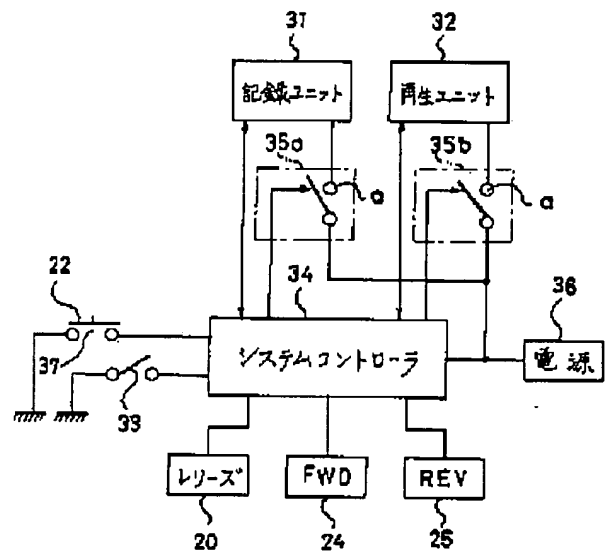 31
32
記録ユニット
再生ユニット
35a
35b
a
a
22
34
36
37
システムコントローラ
電源
33
レリーズ
FWD
REV
20
24
26